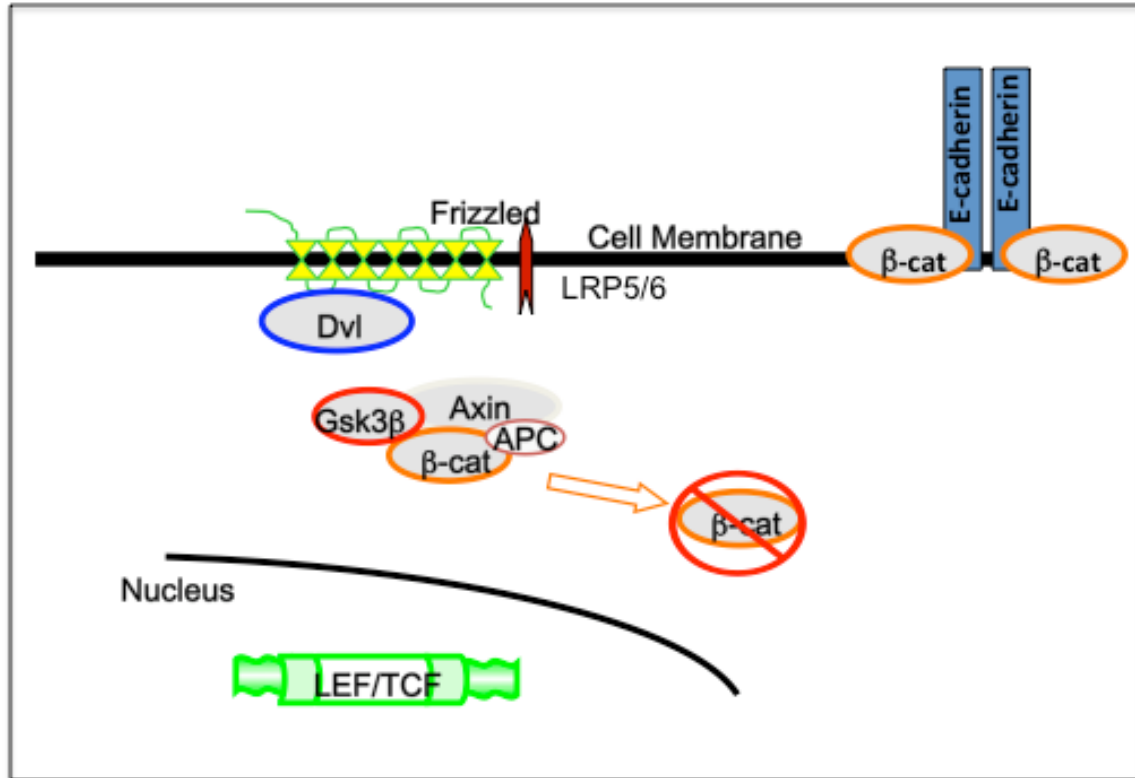 E-cadherin
E-cadherin
Frizzled
Cell Membrane
β-cat
β-cat
LRP5/6
Dvl
Axin
Gsk3β
APC
β-cat
β-cat
Nucleus
LEF/TCF